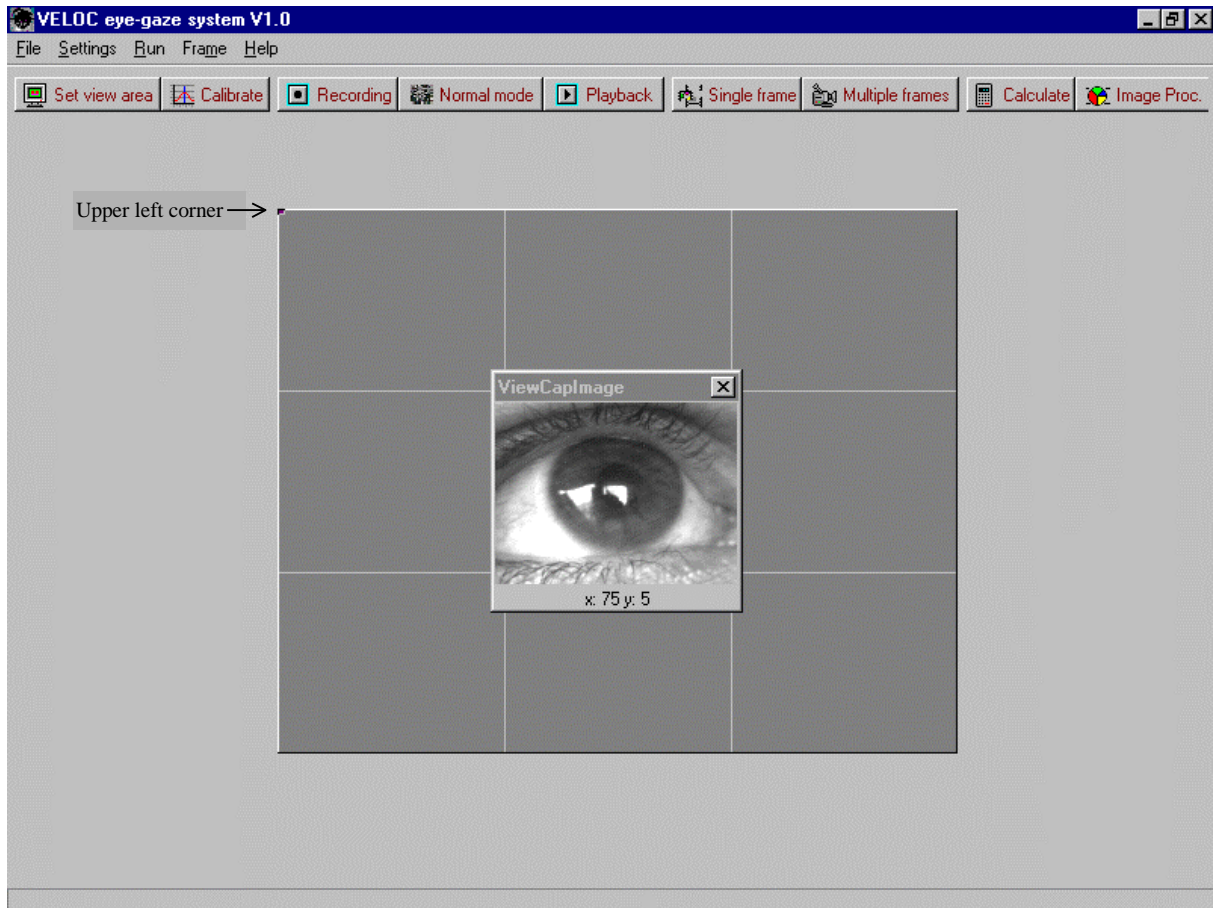 VELOC eye-gaze system V1.0
File Settings Run Frame Help
Set view area Calibrate Recording Normal mode Playback Single frame Multiple frames Calculate Image Proc.
Upper left corner
ViewCapImage
x: 75 y: 5